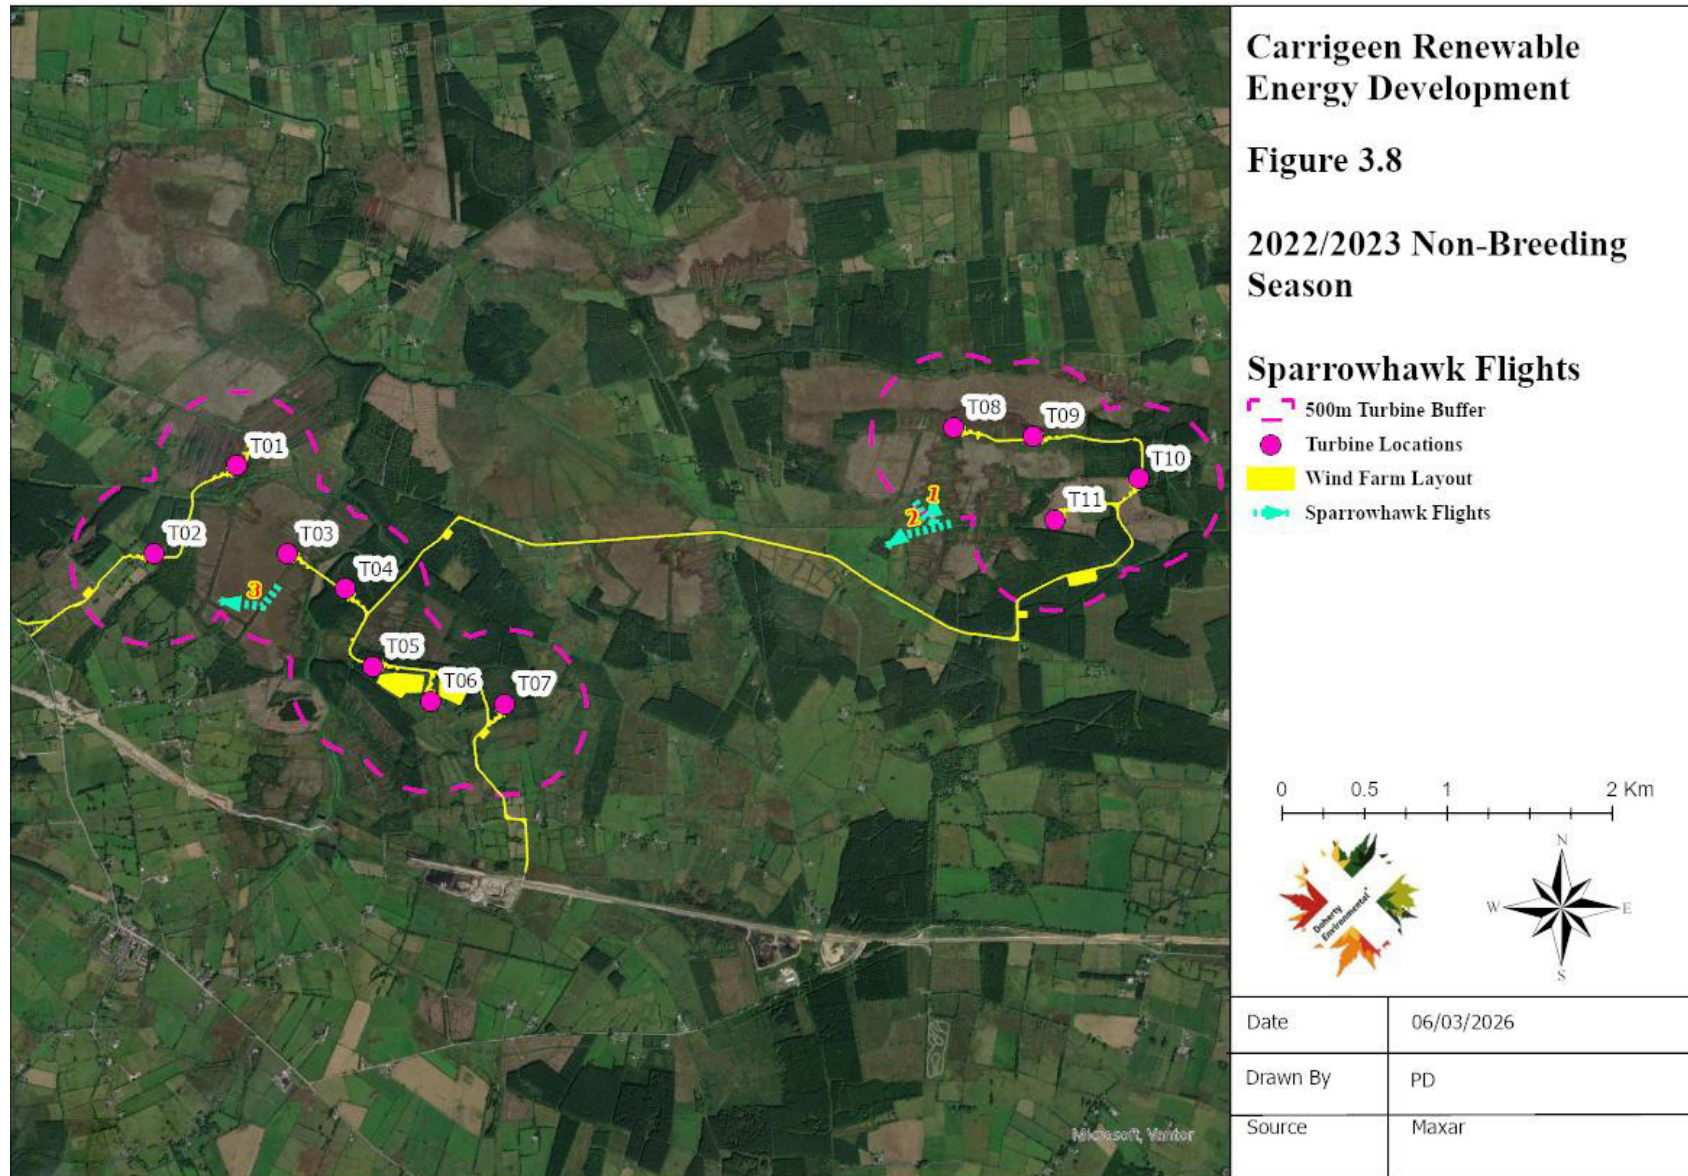 Carrigeen Renewable
Energy Development
Figure 3.8
2022/2023 Non-Breeding
Season
Sparrowhawk Flights
500m Turbine Buffer
Turbine Locations
Wind Farm Layout
Sparrowhawk Flights
T01
T02
T03
T04
T05
T06
T07
T08
T09
T10
T11
1
2
3
0 0.5 1 2 Km
Doherty
Environmental
N
W E
S
Date 06/03/2026
Drawn By PD
Source Maxar
Microsoft, Vantor